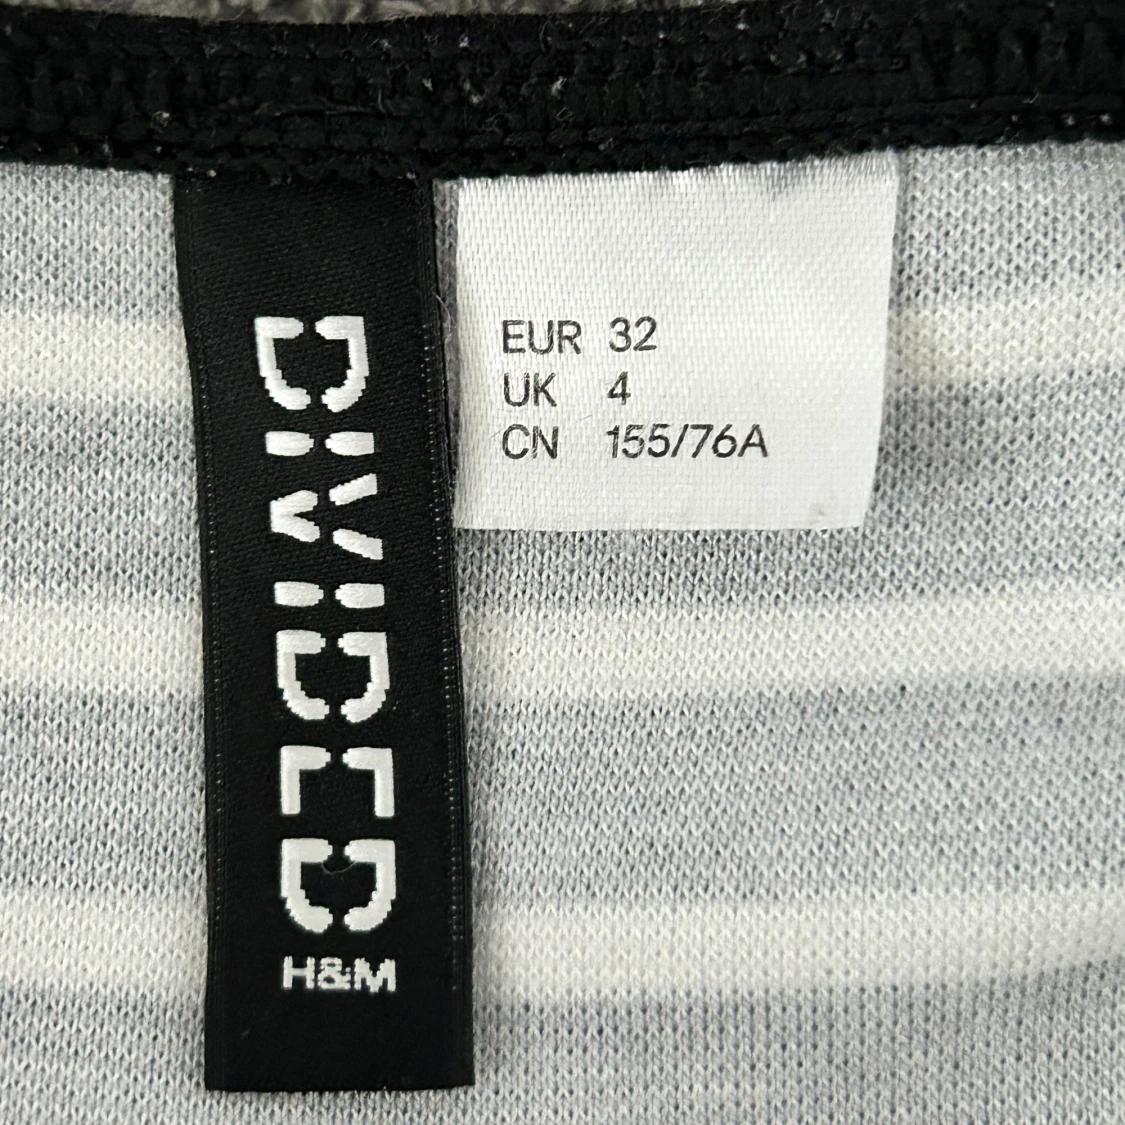 DIVIDED
H&M
EUR 32
UK 4
CN 155/76A